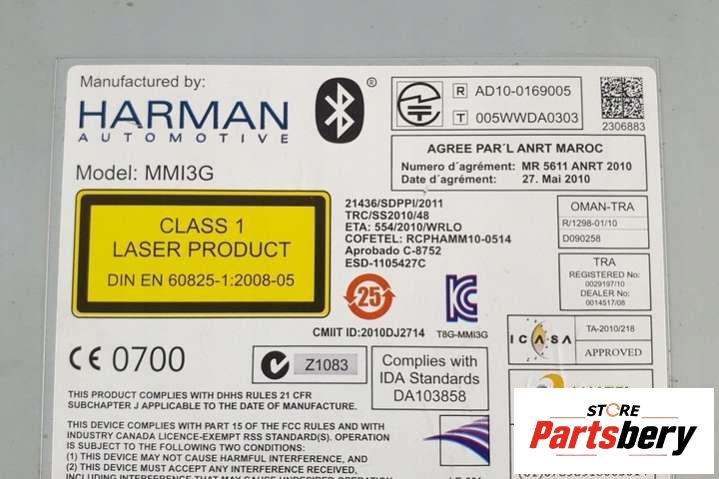 Manufactured by:
HARMAN
AUTOMOTIVE
®
Model: MMI3G
R AD10-0169005
T 005WWDA0303
2306883
AGREE PAR´L ANRT MAROC
Numero d´agrément: MR 5611 ANRT 2010
Date d´agrément: 27. Mai 2010
CLASS 1
LASER PRODUCT
DIN EN 60825-1:2008-05
21436/SDPPI/2011
TRC/SS2010/48
ETA: 554/2010/WRLO
COFETEL: RCPHAMM10-0514
Aprobado C-8752
ESD-1105427C
OMAN-TRA
R/1298-01/10
D090258
TRA
REGISTERED No:
0029197/10
DEALER No:
0014517/08
25
CMIIT ID:2010DJ2714
T8G-MMI3G
ICASA
TA-2010/218
APPROVED
CE 0700
Z1083
Complies with
IDA Standards
DA103858
THIS PRODUCT COMPLIES WITH DHHS RULES 21 CFR
SUBCHAPTER J APPLICABLE TO THE DATE OF MANUFACTURE.
THIS DEVICE COMPLIES WITH PART 15 OF THE FCC RULES AND WITH
INDUSTRY CANADA LICENCE-EXEMPT RSS STANDARD(S). OPERATION
IS SUBJECT TO THE FOLLOWING TWO CONDITIONS:
(1) THIS DEVICE MAY NOT CAUSE INTERFERENCE, AND
(2) THIS DEVICE MUST ACCEPT ANY INTERFERENCE RECEIVED,
INCLUDING INTERFERENCE THAT MAY CAUSE UNDESIRED OPERATION
STORE
Partsbery